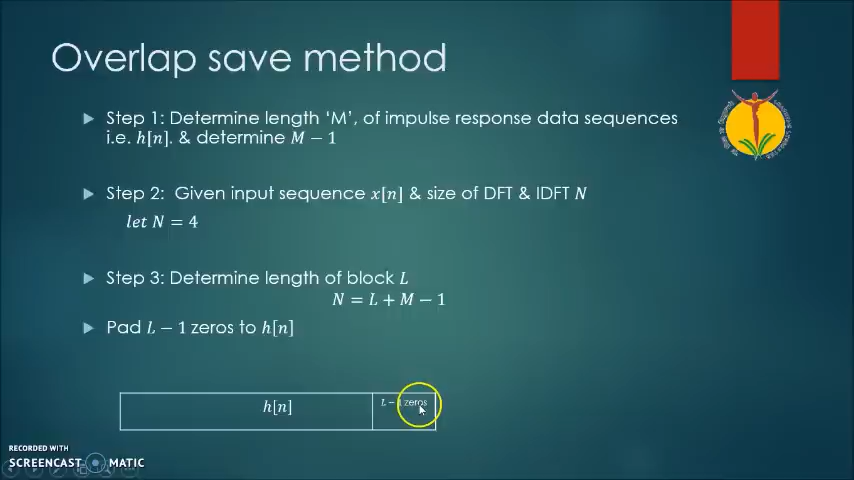 Overlap save method
Step 1: Determine length ‘M’, of impulse response data sequences
i.e. h[n]. & determine M − 1
Step 2: Given input sequence x[n] & size of DFT & IDFT N
let N = 4
Step 3: Determine length of block L
N = L + M − 1
Pad L − 1 zeros to h[n]
h[n]
L − 1 zeros
RECORDED WITH
SCREENCAST MATIC